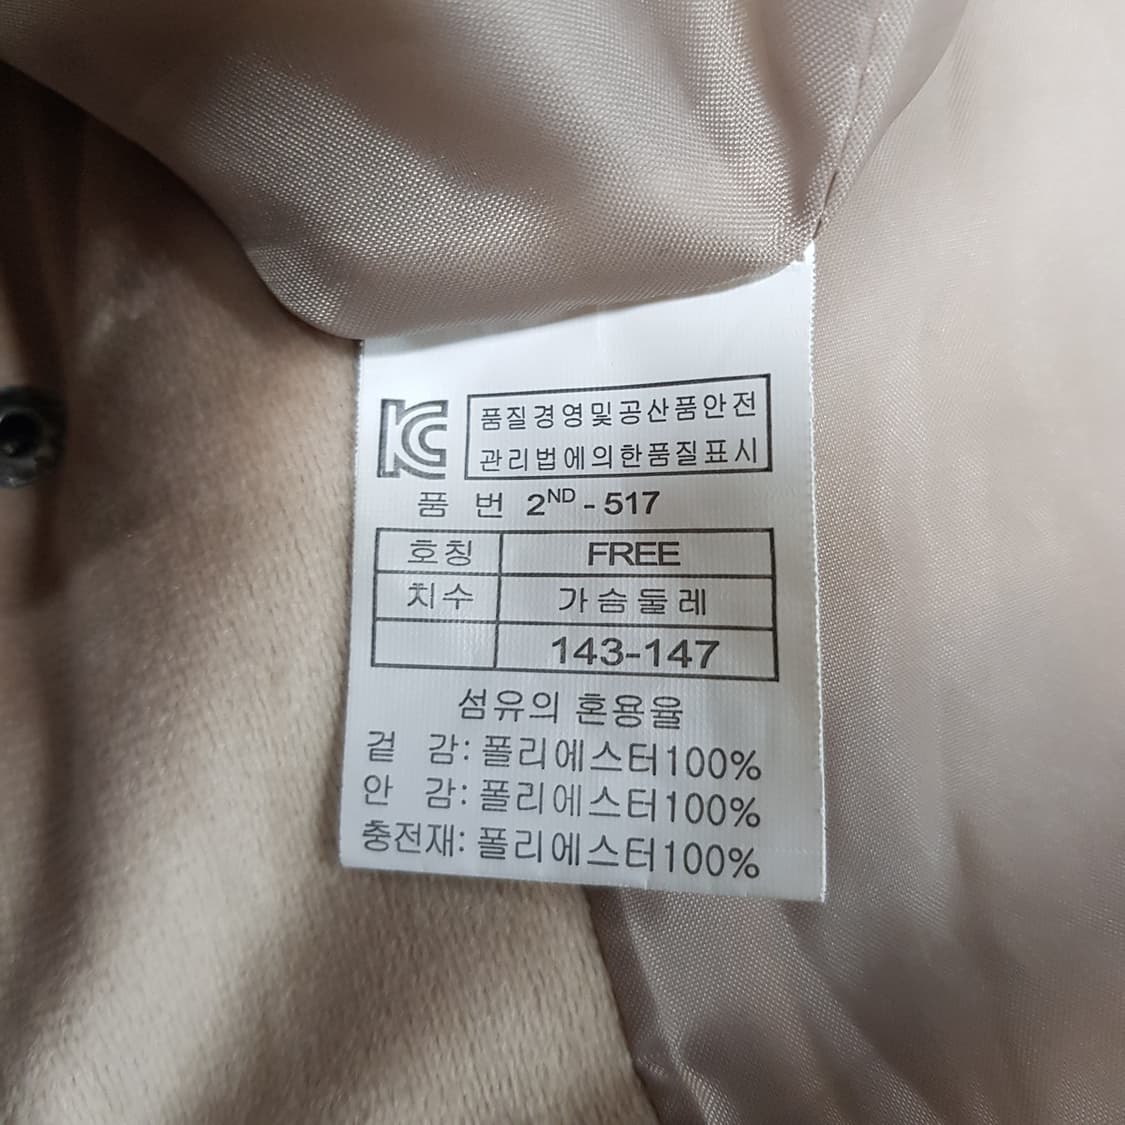 KC 품질경영및공산품안전
관리법에의한품질표시
품 번 2ND - 517
호칭 FREE
치수 가슴둘레
143-147
섬유의 혼용율
겉 감: 폴리에스터100%
안 감: 폴리에스터100%
충전재: 폴리에스터100%